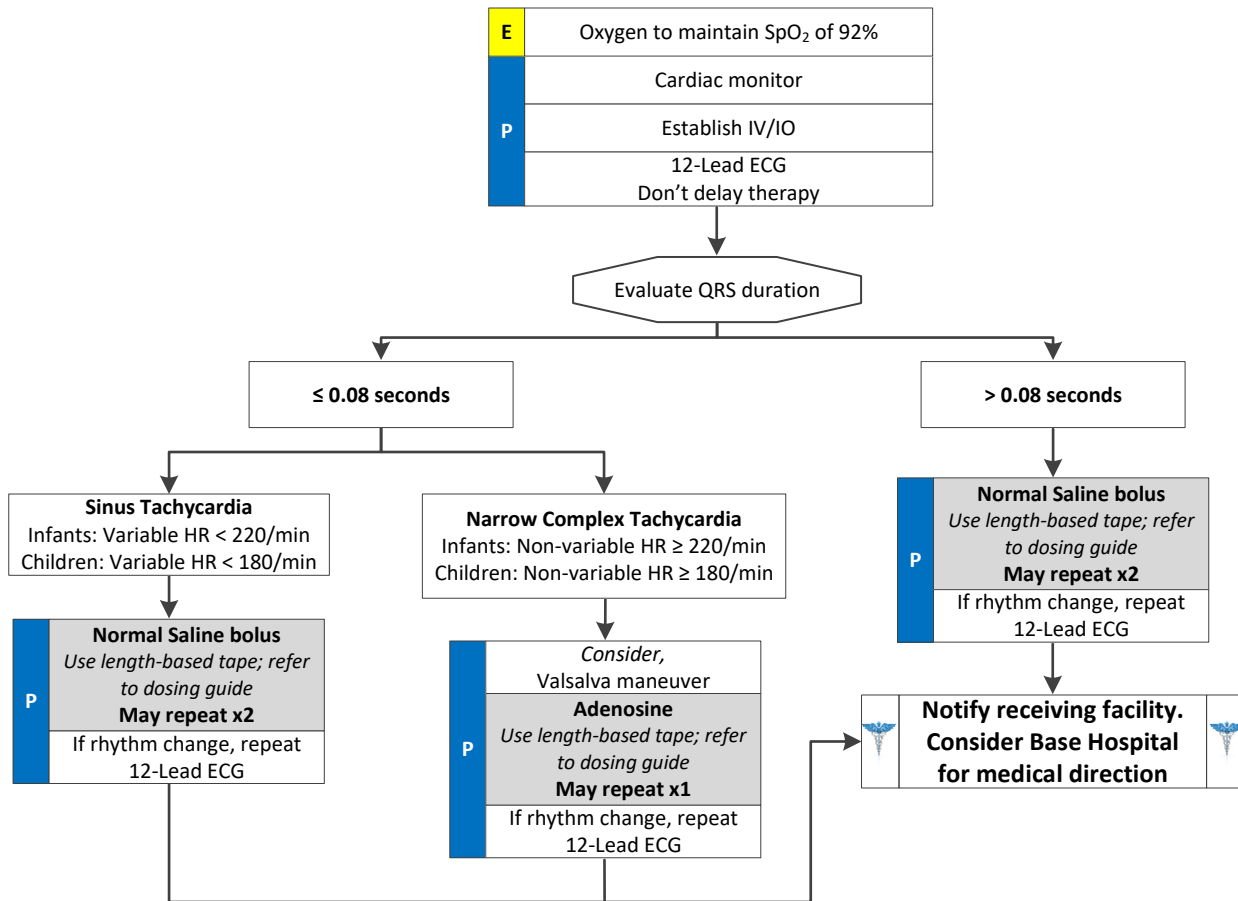 E
Oxygen to maintain SpO₂ of 92%
P
Cardiac monitor
Establish IV/IO
12-Lead ECG
Don’t delay therapy
Evaluate QRS duration
≤ 0.08 seconds
> 0.08 seconds
Sinus Tachycardia
Infants: Variable HR < 220/min
Children: Variable HR < 180/min
P
Normal Saline bolus
Use length-based tape; refer
to dosing guide
May repeat x2
If rhythm change, repeat
12-Lead ECG
Narrow Complex Tachycardia
Infants: Non-variable HR ≥ 220/min
Children: Non-variable HR ≥ 180/min
P
Consider,
Valsalva maneuver
Adenosine
Use length-based tape; refer
to dosing guide
May repeat x1
If rhythm change, repeat
12-Lead ECG
P
Normal Saline bolus
Use length-based tape; refer
to dosing guide
May repeat x2
If rhythm change, repeat
12-Lead ECG
Notify receiving facility.
Consider Base Hospital
for medical direction